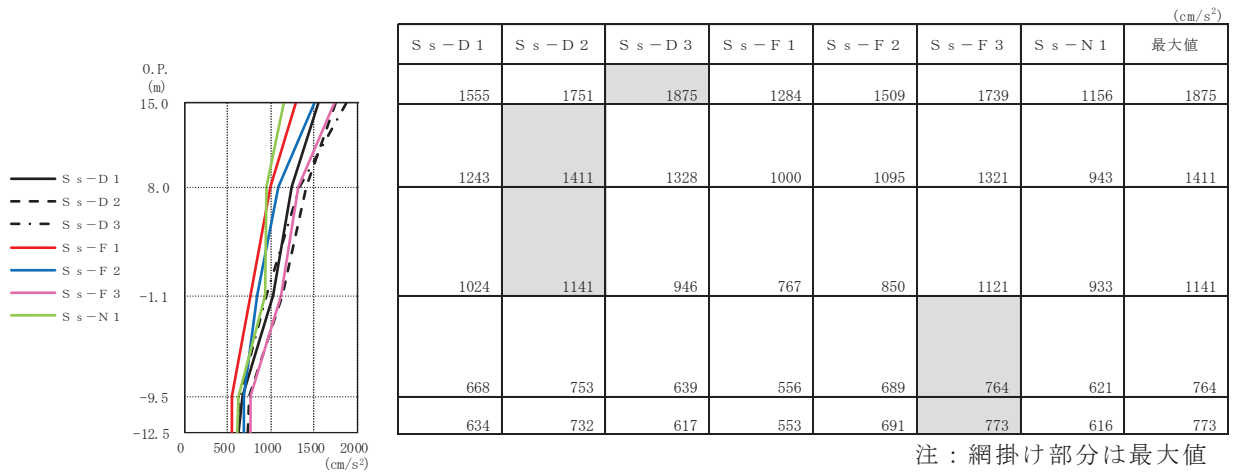 (cm/s²)
Ｓｓ－Ｄ１ Ｓｓ－Ｄ２ Ｓｓ－Ｄ３ Ｓｓ－Ｆ１ Ｓｓ－Ｆ２ Ｓｓ－Ｆ３ Ｓｓ－Ｎ１ 最大値
1555 1751 1875 1284 1509 1739 1156 1875
1243 1411 1328 1000 1095 1321 943 1411
1024 1141 946 767 850 1121 933 1141
668 753 639 556 689 764 621 764
634 732 617 553 691 773 616 773
O.P.
(m)
15.0
8.0
-1.1
-9.5
-12.5
0 500 1000 1500 2000
(cm/s²)
Ｓｓ－Ｄ１
Ｓｓ－Ｄ２
Ｓｓ－Ｄ３
Ｓｓ－Ｆ１
Ｓｓ－Ｆ２
Ｓｓ－Ｆ３
Ｓｓ－Ｎ１
注：網掛け部分は最大値